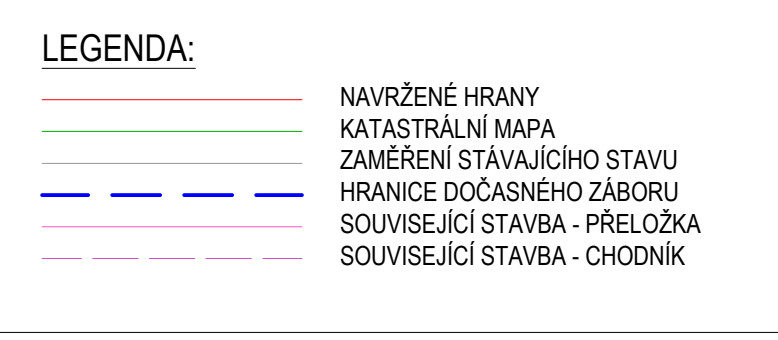 LEGENDA:
NAVRŽENÉ HRANY
KATASTRÁLNÍ MAPA
ZAMĚŘENÍ STÁVAJÍCÍHO STAVU
HRANICE DOČASNÉHO ZÁBORU
SOUVISEJÍCÍ STAVBA - PŘELOŽKA
SOUVISEJÍCÍ STAVBA - CHODNÍK